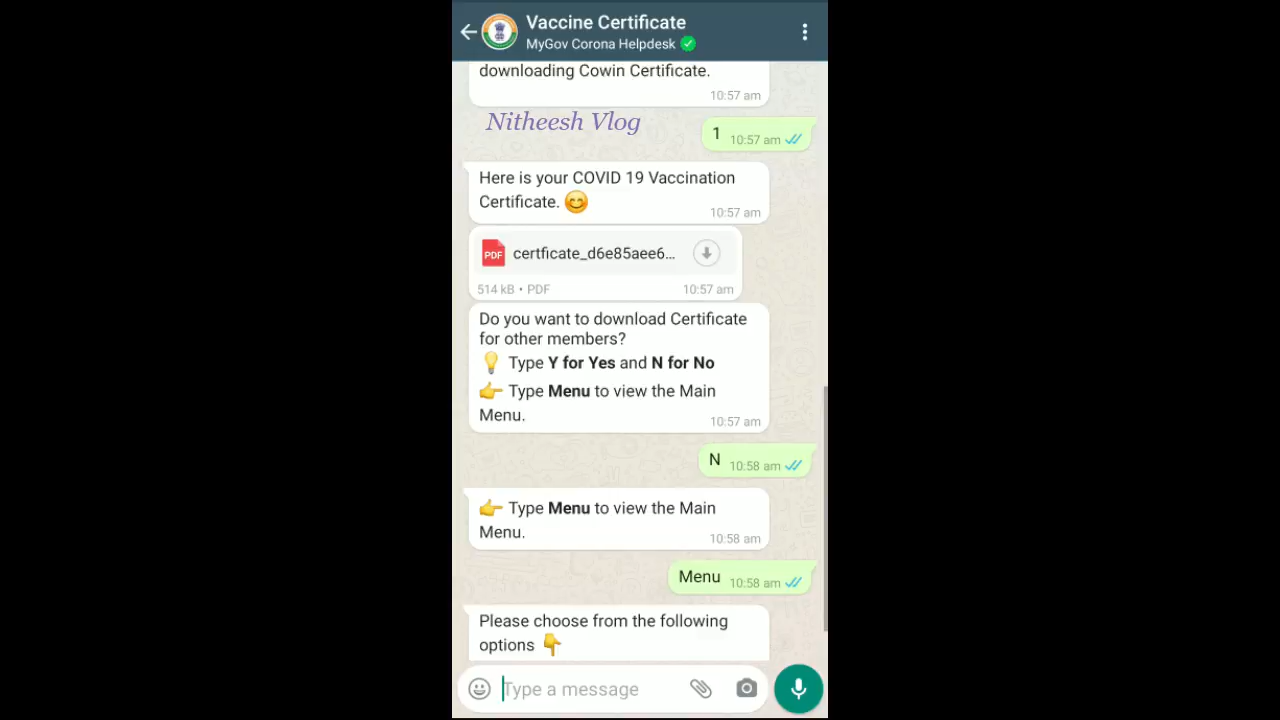 Vaccine Certificate
MyGov Corona Helpdesk
downloading Cowin Certificate.
10:57 am
Nitheesh Vlog
1 10:57 am
Here is your COVID 19 Vaccination
Certificate. 😊
10:57 am
PDF certficate_d6e85aee6...
514 kB • PDF 10:57 am
Do you want to download Certificate
for other members?
💡 Type Y for Yes and N for No
👉 Type Menu to view the Main
Menu.
10:57 am
N 10:58 am
👉 Type Menu to view the Main
Menu.
10:58 am
Menu 10:58 am
Please choose from the following
options 👇
Type a message